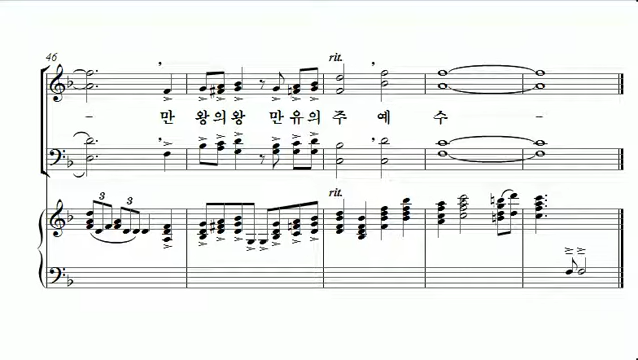 46
rit.
- 만 왕의왕 만유의 주 예 수 -
3 3
rit.